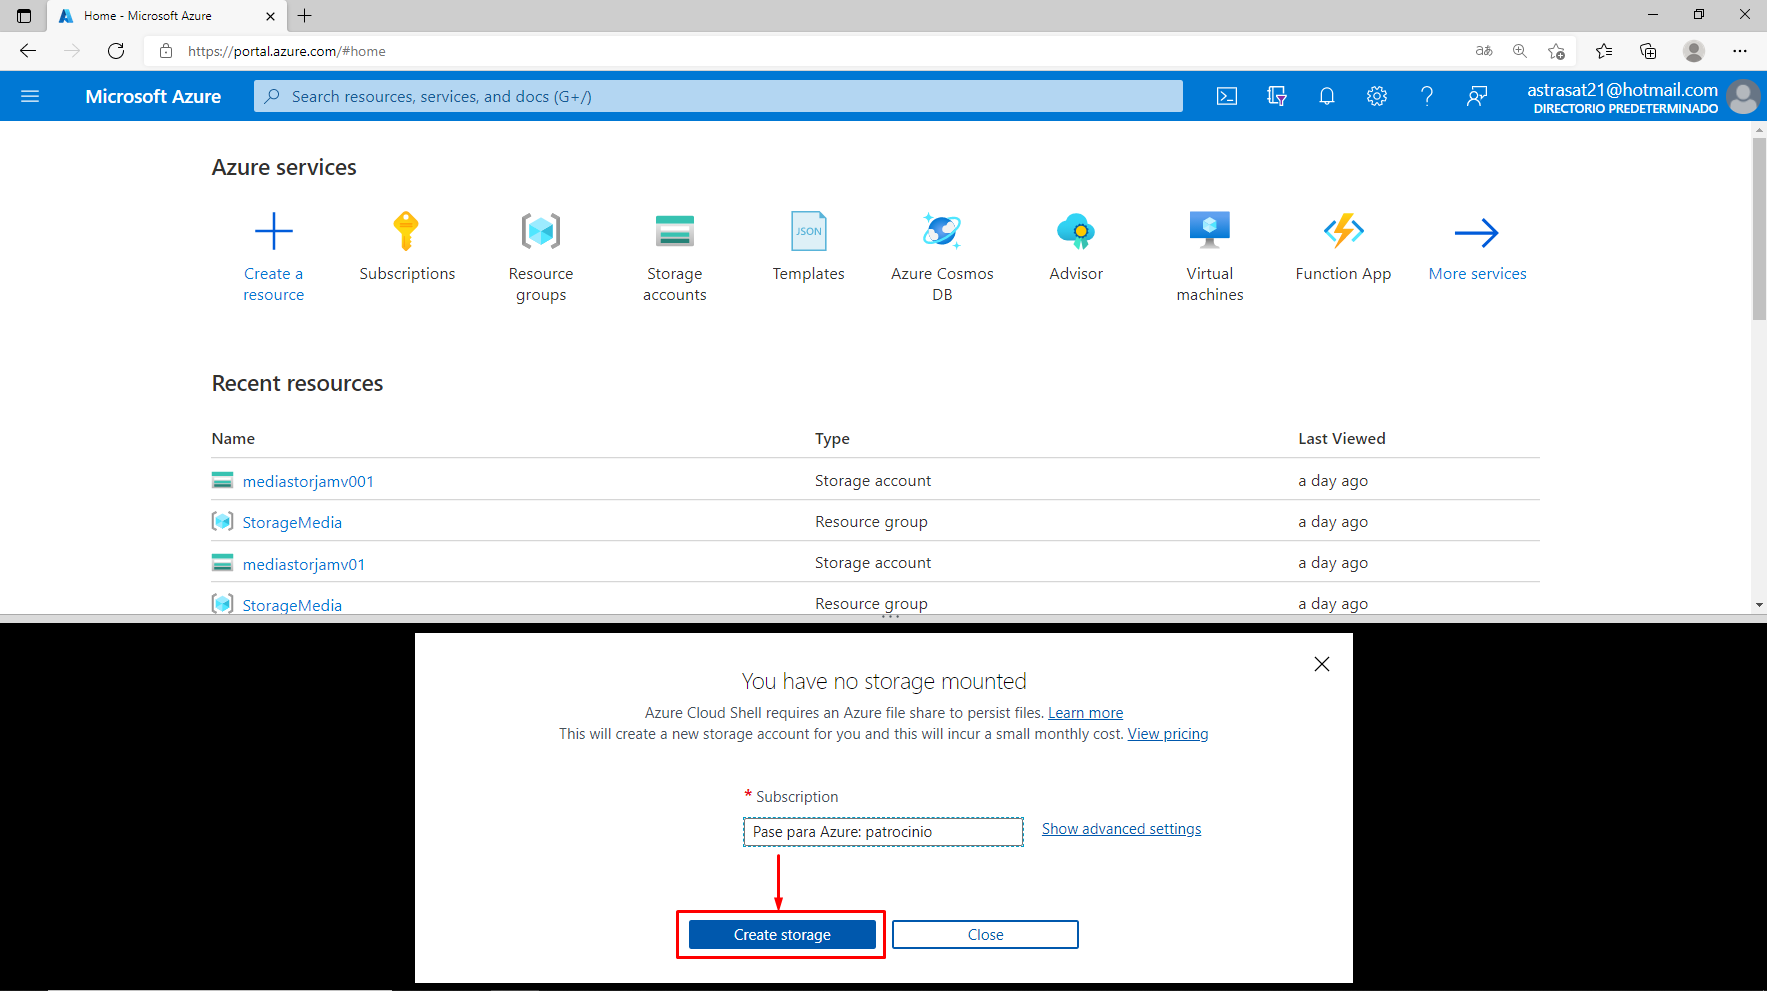 Home - Microsoft Azure
https://portal.azure.com/#home
aあ
Microsoft Azure
Search resources, services, and docs (G+/)
astrasat21@hotmail.com
DIRECTORIO PREDETERMINADO
Azure services
Create a resource
Subscriptions
Resource groups
Storage accounts
JSON
Templates
Azure Cosmos DB
Advisor
Virtual machines
Function App
More services
Recent resources
Name Type Last Viewed
mediastorjamv001 Storage account a day ago
StorageMedia Resource group a day ago
mediastorjamv01 Storage account a day ago
StorageMedia Resource group a day ago
You have no storage mounted
Azure Cloud Shell requires an Azure file share to persist files. Learn more
This will create a new storage account for you and this will incur a small monthly cost. View pricing
* Subscription
Pase para Azure: patrocinio
Show advanced settings
Create storage
Close